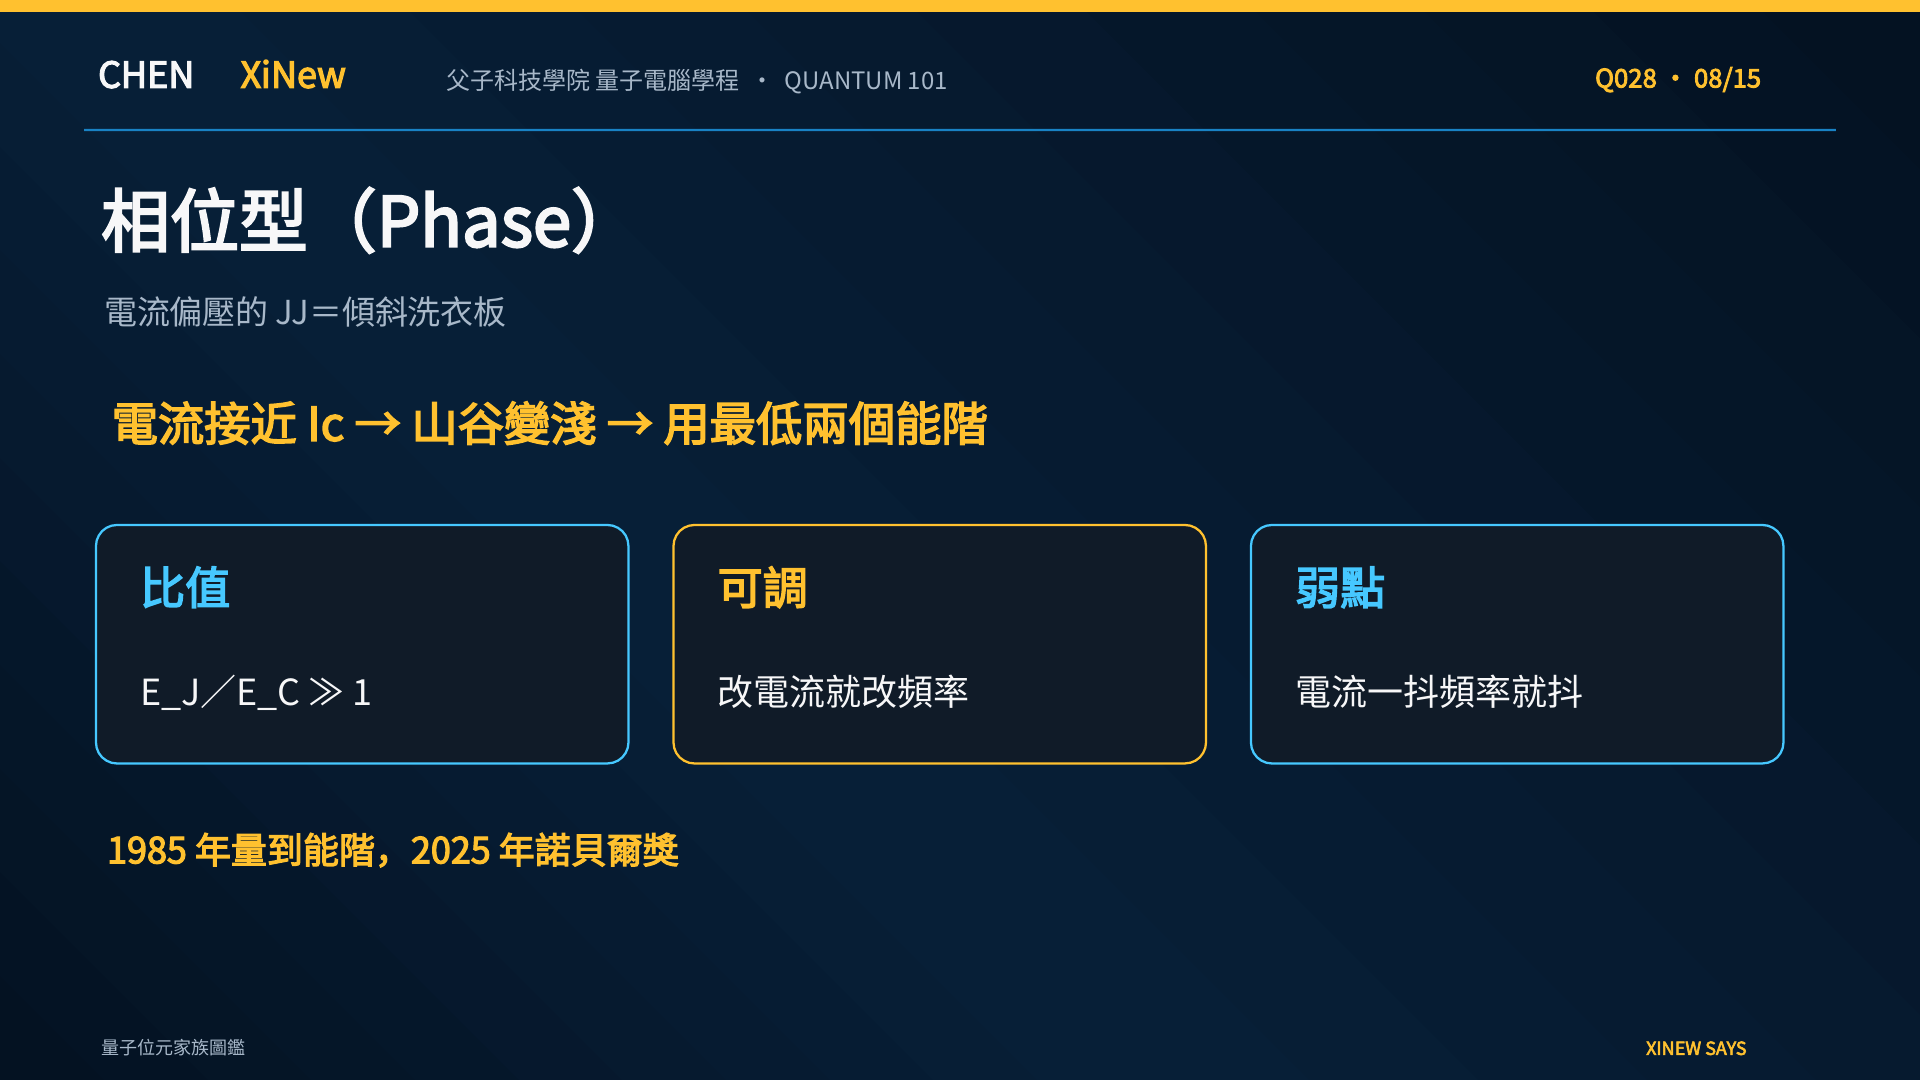 CHEN XiNew 父子科技學院 量子電腦學程 · QUANTUM 101 Q028 · 08/15
相位型（Phase）
電流偏壓的 JJ＝傾斜洗衣板
電流接近 Ic → 山谷變淺 → 用最低兩個能階
比值
E_J／E_C ≫ 1
可調
改電流就改頻率
弱點
電流一抖頻率就抖
1985 年量到能階，2025 年諾貝爾獎
量子位元家族圖鑑
XINEW SAYS